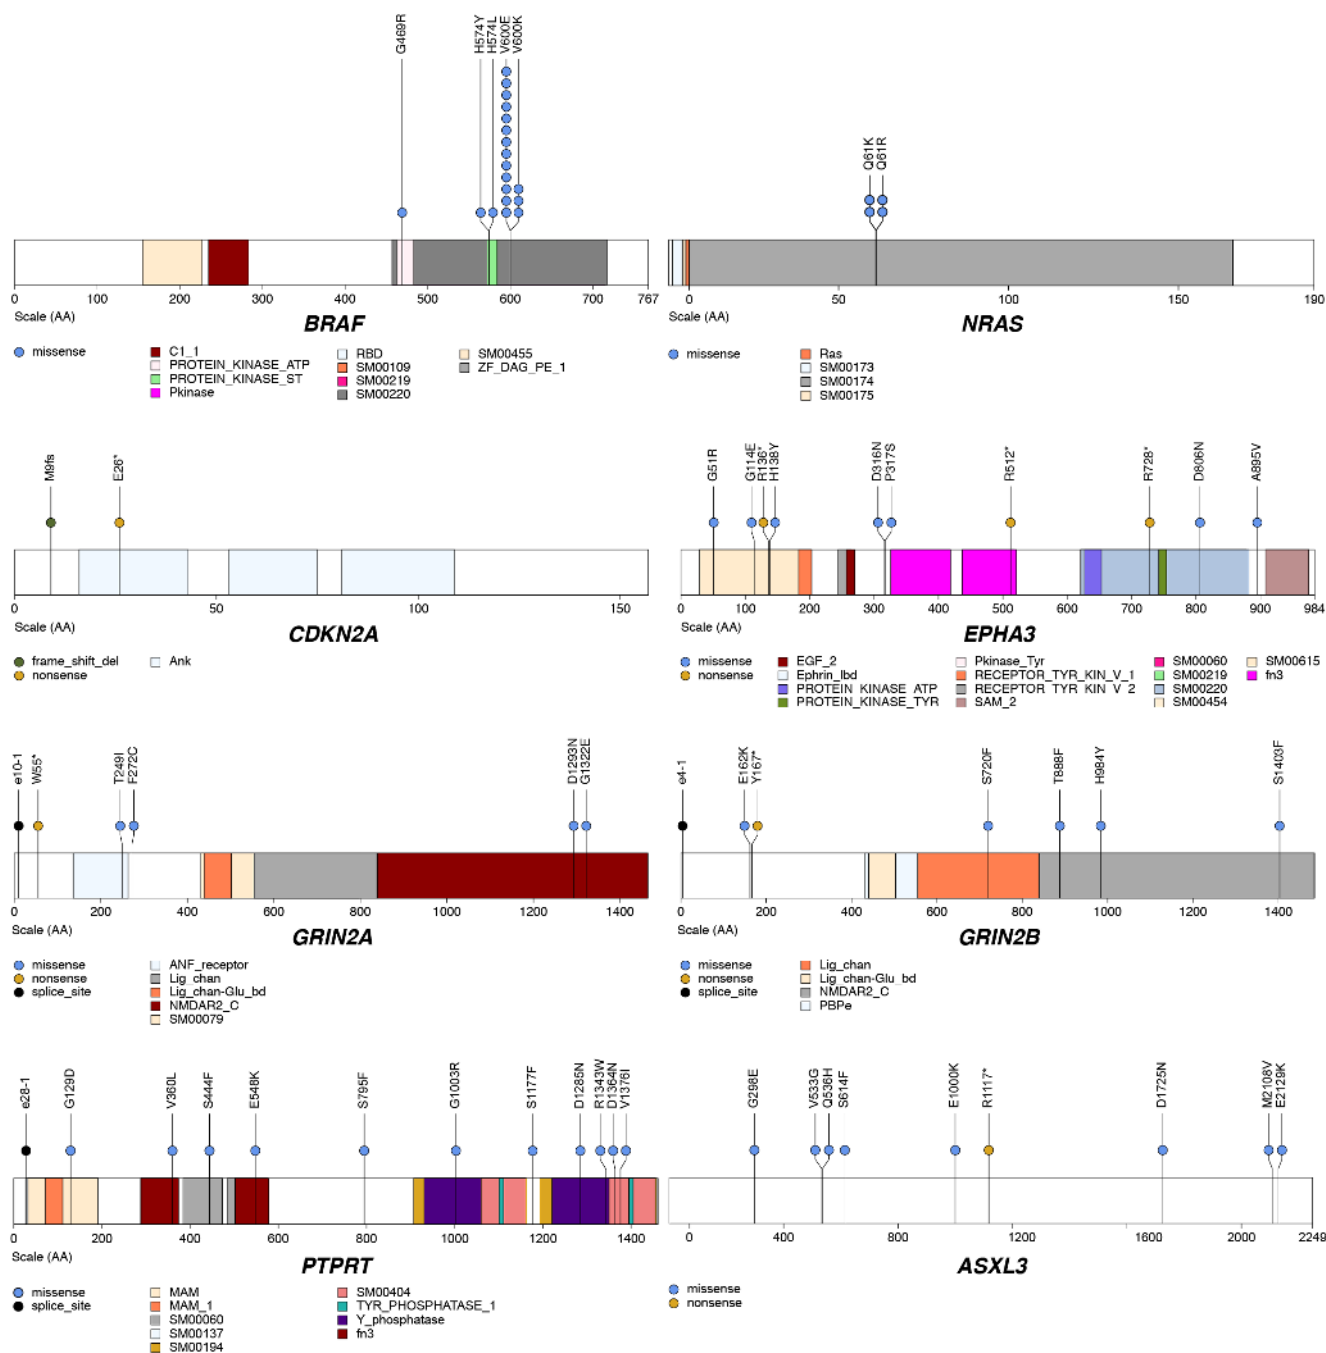 G469R H574Y H574L V600E V600K
0 100 200 300 400 500 600 700 767
Scale (AA)
BRAF
missense
C1_1
PROTEIN_KINASE_ATP
PROTEIN_KINASE_ST
Pkinase
RBD
SM00109
SM00219
SM00220
SM00455
ZF_DAG_PE_1
Q61K Q61R
0 50 100 150 190
Scale (AA)
NRAS
missense
Ras
SM00173
SM00174
SM00175
M9fs E26*
0 50 100 150
Scale (AA)
CDKN2A
frame_shift_del
nonsense
Ank
G51R G114E R136* H138Y D316N P317S R512* R728* D806N A895V
0 100 200 300 400 500 600 700 800 900 984
Scale (AA)
EPHA3
missense
nonsense
EGF_2
Ephrin_lbd
PROTEIN_KINASE_ATP
PROTEIN_KINASE_TYR
Pkinase_Tyr
RECEPTOR_TYR_KIN_V_1
RECEPTOR_TYR_KIN_V_2
SAM_2
SM00060
SM00219
SM00220
SM00454
SM00615
fn3
e10-1 W55* T249I F272C D1293N G1322E
0 200 400 600 800 1000 1200 1400
Scale (AA)
GRIN2A
missense
nonsense
splice_site
ANF_receptor
Lig_chan
Lig_chan-Glu_bd
NMDAR2_C
SM00079
e4-1 E162K Y167* S720F T888F H984Y S1403F
0 200 400 600 800 1000 1200 1400
Scale (AA)
GRIN2B
missense
nonsense
splice_site
Lig_chan
Lig_chan-Glu_bd
NMDAR2_C
PBPe
e28-1 G129D V360L S444F E548K S795F G1003R S1177F D1285N R1343W D1364N V1376I
0 200 400 600 800 1000 1200 1400
Scale (AA)
PTPRT
missense
splice_site
MAM
MAM_1
SM00060
SM00137
SM00194
SM00404
TYR_PHOSPHATASE_1
Y_phosphatase
fn3
G298E V533G Q536H S614F E1000K R1117* D1725N M2108V E2129K
0 400 800 1200 1600 2000 2249
Scale (AA)
ASXL3
missense
nonsense